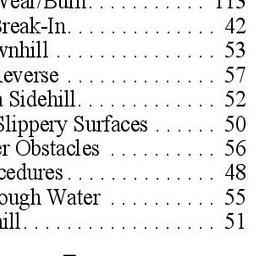 Wear/Burn. . . . . . . . . . . . 113
Break-In. . . . . . . . . . . . . . 42
wnhill . . . . . . . . . . . . . . . 53
Reverse . . . . . . . . . . . . . . 57
a Sidehill. . . . . . . . . . . . . 52
Slippery Surfaces . . . . . . 50
er Obstacles . . . . . . . . . . 56
cedures. . . . . . . . . . . . . . 48
ough Water . . . . . . . . . . 55
hill. . . . . . . . . . . . . . . . . . 51